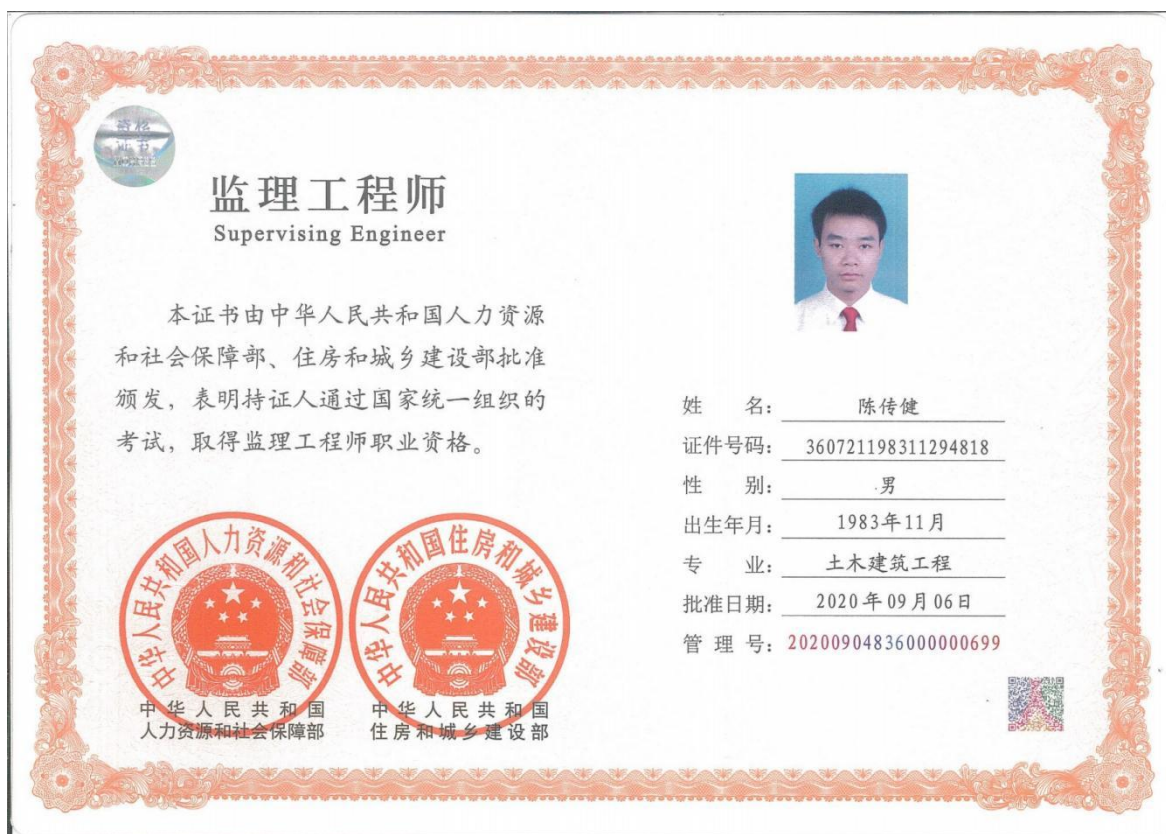 资格
证书
监理工程师
Supervising Engineer
本证书由中华人民共和国人力资源
和社会保障部、住房和城乡建设部批准
颁发，表明持证人通过国家统一组织的
考试，取得监理工程师职业资格。
中华人民共和国人力资源和社会保障部
中华人民共和国
人力资源和社会保障部
中华人民共和国住房和城乡建设部
中华人民共和国
住房和城乡建设部
姓 名： 陈传健
证件号码： 360721198311294818
性 别： 男
出生年月： 1983年11月
专 业： 土木建筑工程
批准日期： 2020年09月06日
管 理 号： 20200904836000000699